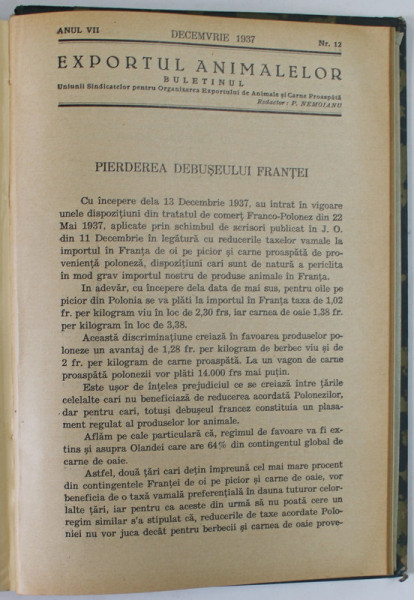 ANUL VII
DECEMVRIE 1937
Nr. 12
EXPORTUL ANIMALELOR
BULETINUL
Uniunii Sindicatelor pentru Organizarea Exportului de Animale și Carne Proaspătă
Redactor: P. NEMOIANU
PIERDEREA DEBUȘEULUI FRANȚEI
Cu începere dela 13 Decembrie 1937, au intrat în vigoare
unele dispozițiuni din tratatul de comerț Franco-Polonez din 22
Mai 1937, aplicate prin schimbul de scrisori publicat în J. O.
din 11 Decembrie în legătură cu reducerile taxelor vamale la
importul în Franța de oi pe picior și carne proaspătă de pro-
veniență poloneză, dispozițiuni cari sunt de natură a periclita
în mod grav importul nostru de produse animale în Franța.
In adevăr, cu începere dela data de mai sus, pentru oile pe
picior din Polonia se va plăti la importul în Franța taxa de 1,02
fr. per kilogram viu în loc de 2,30 frs, iar carnea de oaie 1,38 fr.
per kilogram în loc de 3,38.
Această discriminațiune creiază în favoarea produselor po-
loneze un avantaj de 1,28 fr. per kilogram de berbec viu și de
2 fr. per kilogram de carne proaspătă. La un vagon de carne
proaspătă polonezii vor plăti 14.000 frs mai puțin.
Este ușor de înțeles prejudiciul ce se creiază între țările
celelalte cari nu beneficiază de reducerea acordată Polonezilor,
dar pentru cari, totuși debușeul francez constituia un plasa-
ment regulat al produselor lor animale.
Aflăm pe cale particulară că, regimul de favoare va fi ex-
tins și asupra Olandei care are 64% din contingentul global de
carne de oaie.
Astfel, două țări cari dețin împreună cel mai mare procent
din contingentele Franței de oi pe picior și carne de oaie, vor
beneficia de o taxă vamală preferențială în dauna tuturor celor-
lalte țări, iar pentru ca aceste din urmă să nu poată cere un
regim similar s'a stipulat că, reducerile de taxe acordate Polo-
niei nu vor juca decât pentru berbecii și carnea de oaie prove-